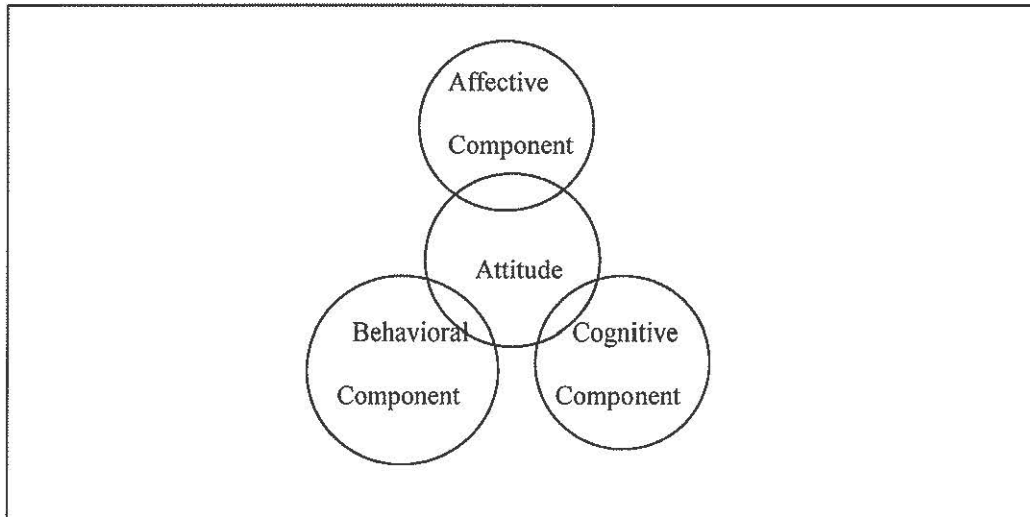 Affective
Component
Attitude
Behavioral
Component
Cognitive
Component